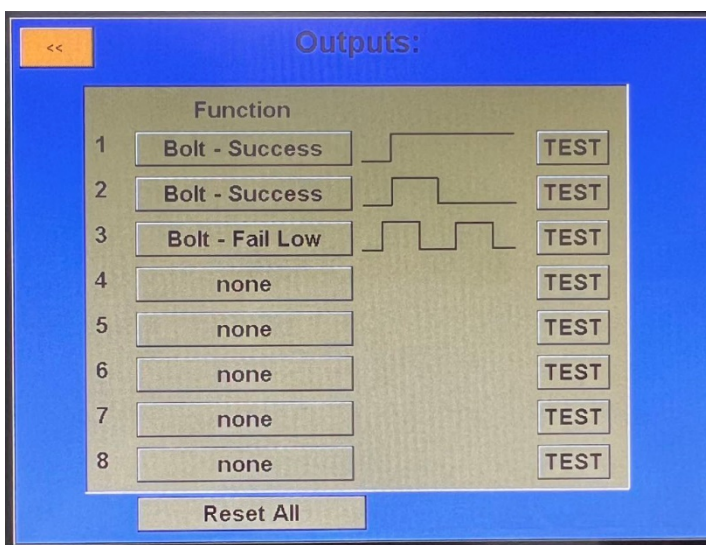 <<
Outputs:
Function
1 Bolt - Success TEST
2 Bolt - Success TEST
3 Bolt - Fail Low TEST
4 none TEST
5 none TEST
6 none TEST
7 none TEST
8 none TEST
Reset All